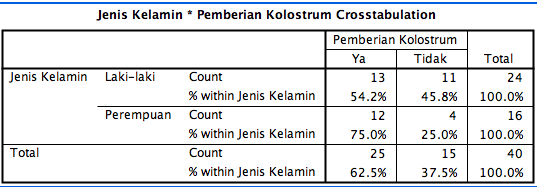 Jenis Kelamin * Pemberian Kolostrum Crosstabulation
Pemberian Kolostrum
Ya Tidak Total
Jenis Kelamin Laki-laki Count 13 11 24
% within Jenis Kelamin 54.2% 45.8% 100.0%
Perempuan Count 12 4 16
% within Jenis Kelamin 75.0% 25.0% 100.0%
Total Count 25 15 40
% within Jenis Kelamin 62.5% 37.5% 100.0%